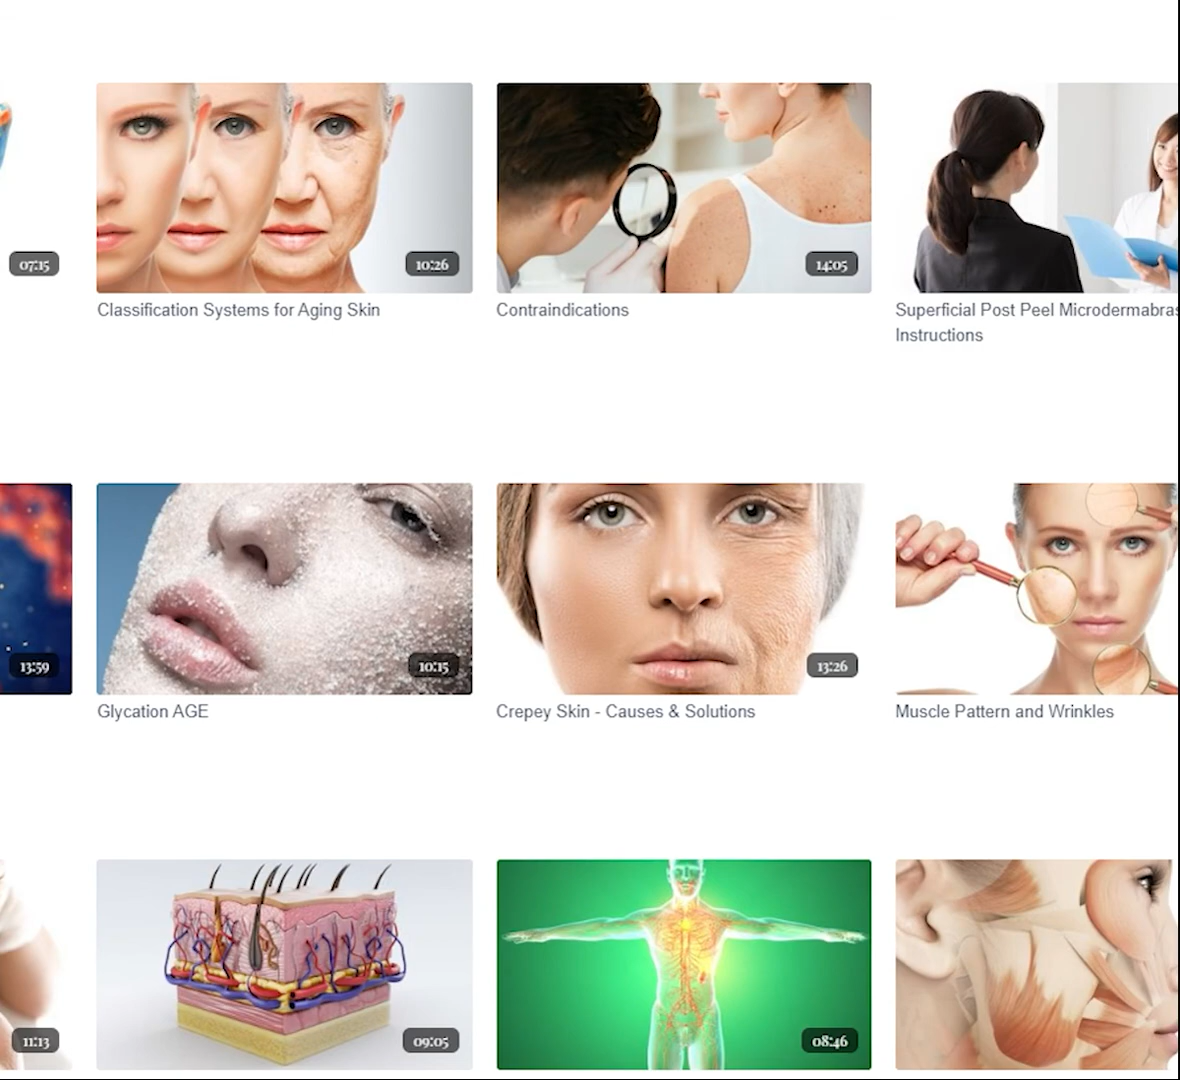 07:15
10:26
14:05
Classification Systems for Aging Skin
Contraindications
Superficial Post Peel Microdermabras
Instructions
13:59
10:15
13:26
Glycation AGE
Crepey Skin - Causes & Solutions
Muscle Pattern and Wrinkles
11:13
09:05
08:46